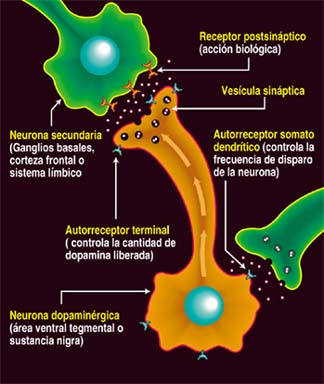 Receptor postsináptico
(acción biológica)
Vesícula sináptica
Neurona secundaria
(Ganglios basales,
corteza frontal o
sistema límbico)
Autorreceptor somato
dendrítico (controla la
frecuencia de disparo
de la neurona)
Autorreceptor terminal
( controla la cantidad de
dopamina liberada)
Neurona dopaminérgica
(área ventral tegmental o
sustancia nigra)